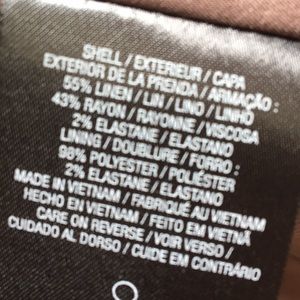 SHELL / EXTERIEUR / CAPA
EXTERIOR DE LA PRENDA / ARMAÇÃO :
55% LINEN / LIN / LINO / LINHO
43% RAYON / RAYONNE / VISCOSA
2% ELASTANE / ELASTANO
LINING / DOUBLURE / FORRO :
98% POLYESTER / POLIÉSTER
2% ELASTANE / ELASTANO
MADE IN VIETNAM / FABRIQUÉ AU VIETNAM
HECHO EN VIETNAM / FEITO EM VIETNÃ
CARE ON REVERSE / VOIR VERSO /
CUIDADO AL DORSO / CUIDE EM CONTRÁRIO